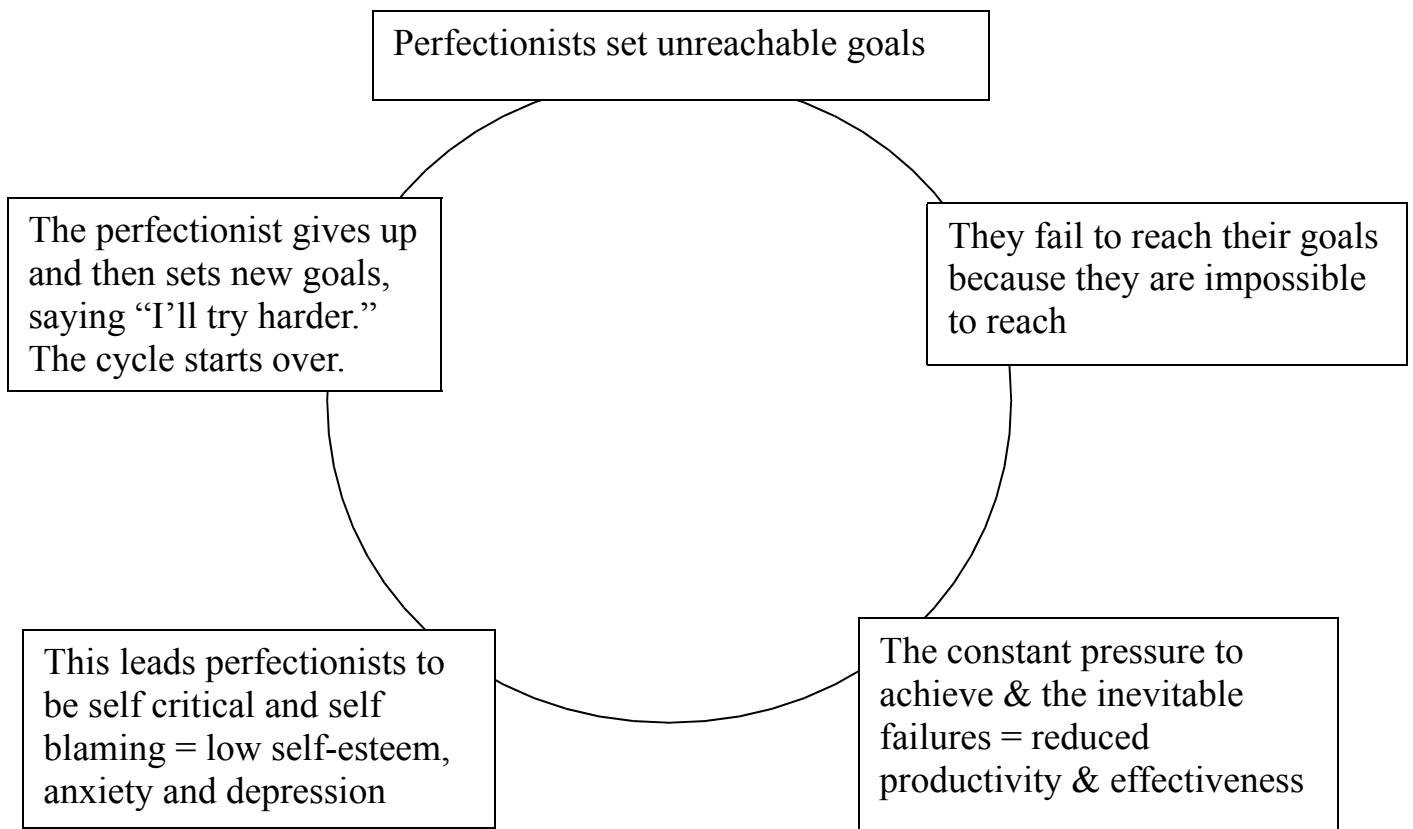 Perfectionists set unreachable goals
They fail to reach their goals
because they are impossible
to reach
The constant pressure to
achieve & the inevitable
failures = reduced
productivity & effectiveness
This leads perfectionists to
be self critical and self
blaming = low self-esteem,
anxiety and depression
The perfectionist gives up
and then sets new goals,
saying “I’ll try harder.”
The cycle starts over.